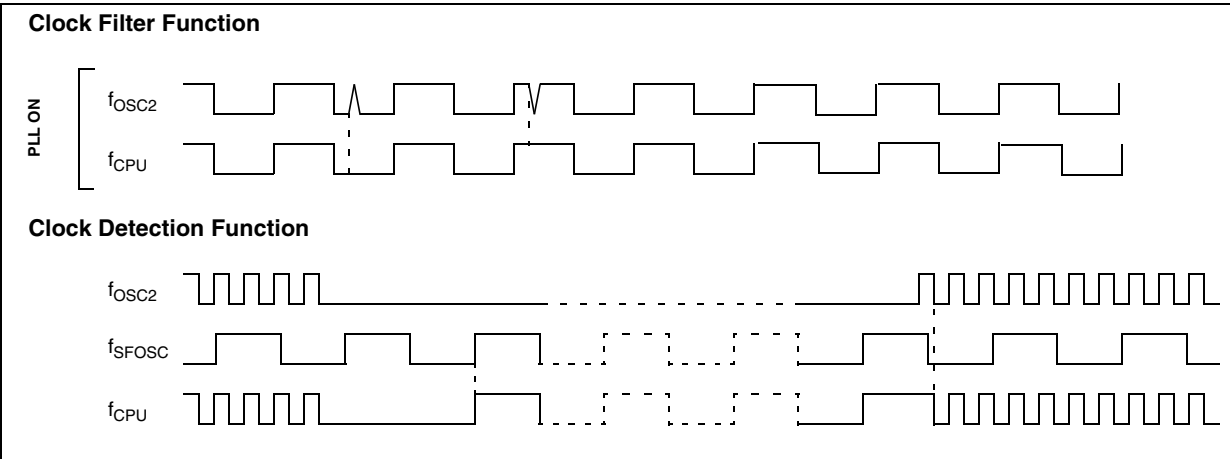 Clock Filter Function
PLL ON
fOSC2
fCPU
Clock Detection Function
fOSC2
fSFOSC
fCPU